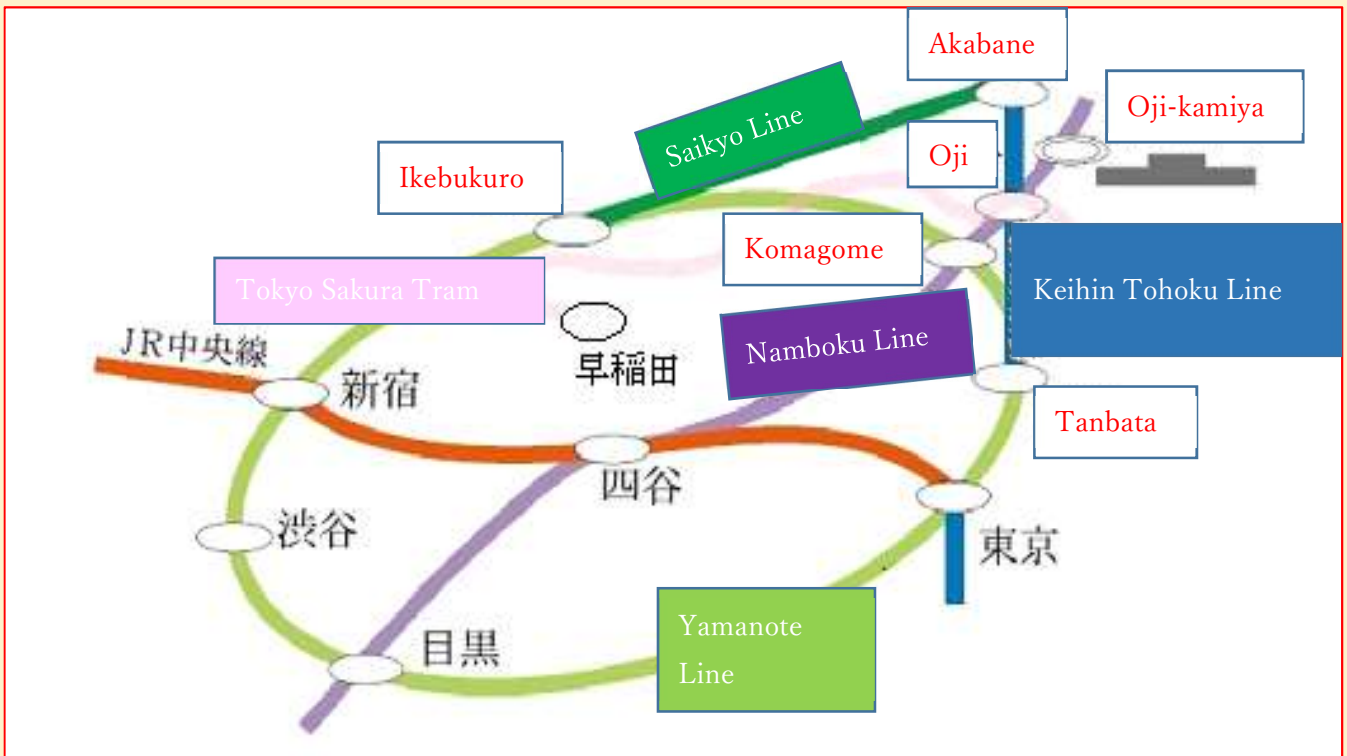 Akabane
Oji-kamiya
Saikyo Line
Oji
Ikebukuro
Komagome
Tokyo Sakura Tram
Keihin Tohoku Line
Namboku Line
JR中央線
新宿
早稲田
Tanbata
四谷
渋谷
東京
目黒
Yamanote
Line